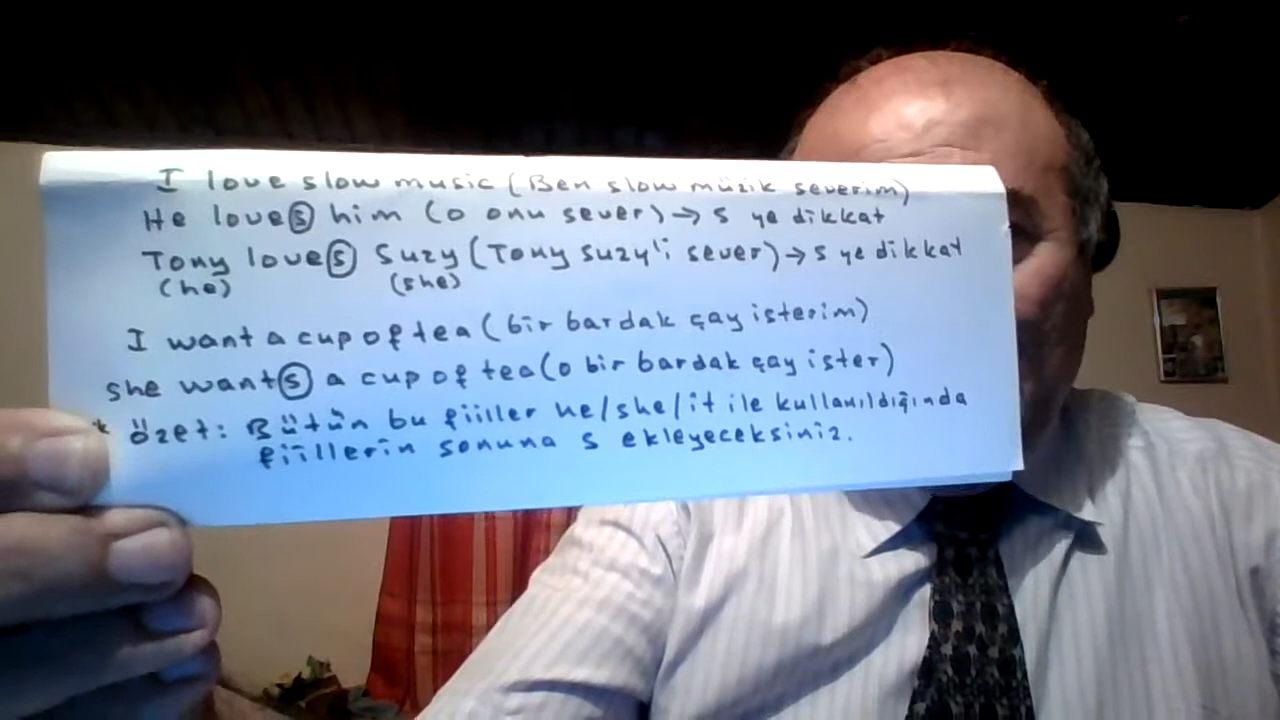 I love slow music (Ben slow müzik severim)
He loves him (o onu sever) → s ye dikkat
Tony loves Suzy (Tony suzy'i sever) → s ye dikkat
(he) (she)
I want a cup of tea (bir bardak çay isterim)
she wants a cup of tea (o bir bardak çay ister)
* özet: Bütün bu fiiller he/she/it ile kullanıldığında
fiillerin sonuna s ekleyeceksiniz.